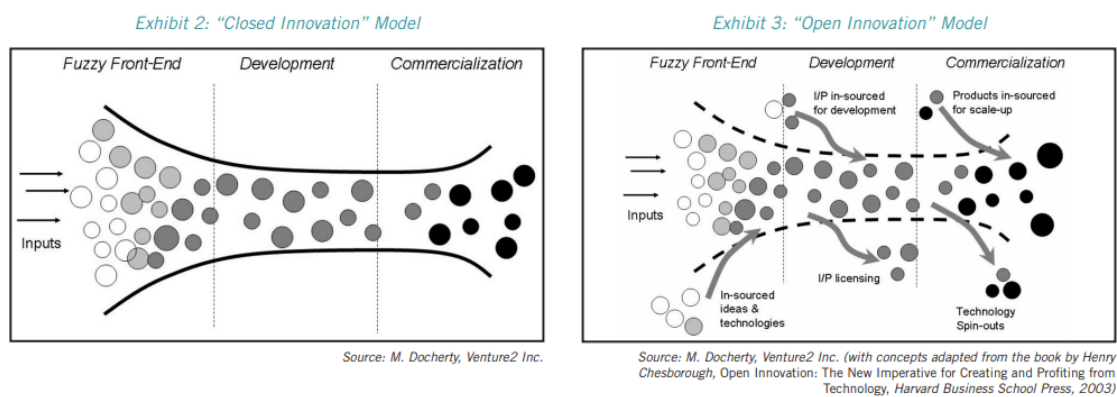 Exhibit 2: “Closed Innovation” Model
Fuzzy Front-End
Development
Commercialization
Inputs
Source: M. Docherty, Venture2 Inc.
Exhibit 3: “Open Innovation” Model
Fuzzy Front-End
Development
Commercialization
I/P in-sourced
for development
Products in-sourced
for scale-up
Inputs
In-sourced
ideas &
technologies
I/P licensing
Technology
Spin-outs
Source: M. Docherty, Venture2 Inc. (with concepts adapted from the book by Henry
Chesborough, Open Innovation: The New Imperative for Creating and Profiting from
Technology, Harvard Business School Press, 2003)